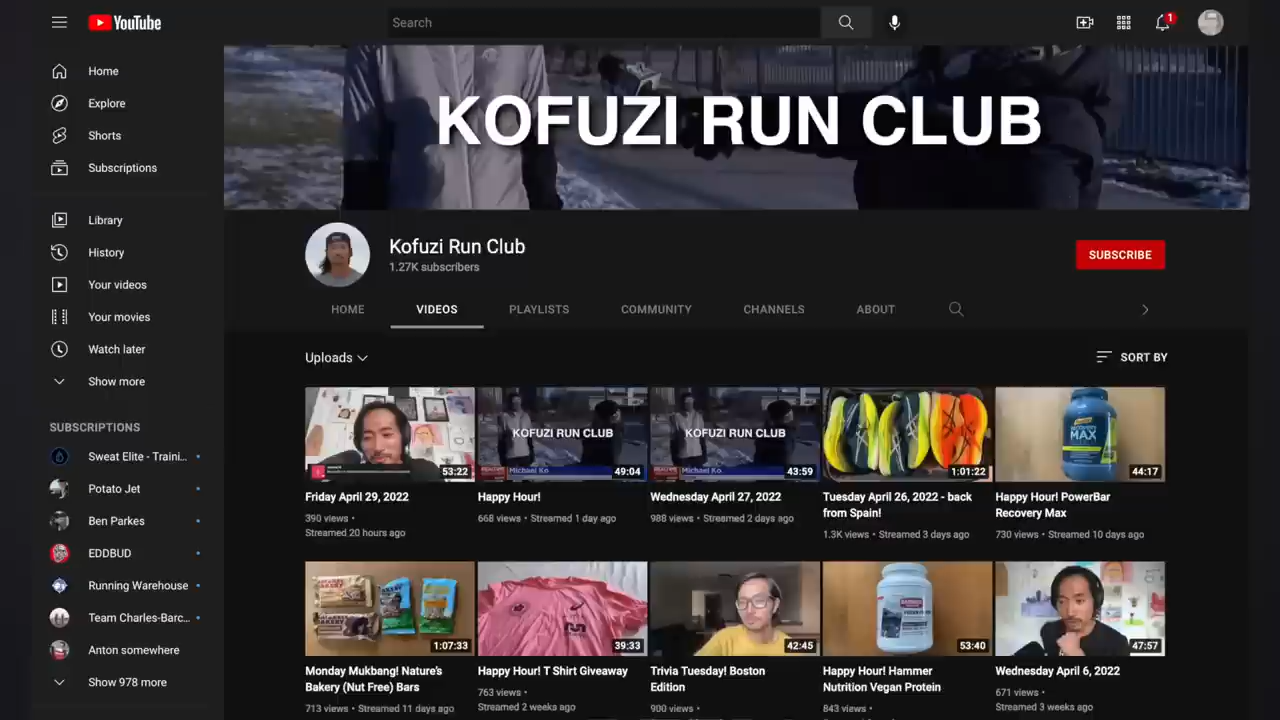 YouTube
Search
1
Home
Explore
Shorts
Subscriptions
Library
History
Your videos
Your movies
Watch later
Show more
SUBSCRIPTIONS
Sweat Elite - Traini...
Potato Jet
Ben Parkes
EDDBUD
Running Warehouse
Team Charles-Barc...
Anton somewhere
Show 978 more
KOFUZI RUN CLUB
Kofuzi Run Club
1.27K subscribers
SUBSCRIBE
HOME VIDEOS PLAYLISTS COMMUNITY CHANNELS ABOUT
Uploads
SORT BY
53:22
Friday April 29, 2022
390 views •
Streamed 20 hours ago
KOFUZI RUN CLUB
Michael Ko
49:04
Happy Hour!
668 views • Streamed 1 day ago
KOFUZI RUN CLUB
Michael Ko
43:59
Wednesday April 27, 2022
988 views • Streamed 2 days ago
1:01:22
Tuesday April 26, 2022 - back
from Spain!
1.3K views • Streamed 3 days ago
MAX
44:17
Happy Hour! PowerBar
Recovery Max
730 views • Streamed 10 days ago
1:07:33
Monday Mukbang! Nature's
Bakery (Nut Free) Bars
713 views • Streamed 11 days ago
39:33
Happy Hour! T Shirt Giveaway
763 views •
Streamed 2 weeks ago
42:45
Trivia Tuesday! Boston
Edition
900 views •
53:40
Happy Hour! Hammer
Nutrition Vegan Protein
843 views •
47:57
Wednesday April 6, 2022
671 views •
Streamed 3 weeks ago